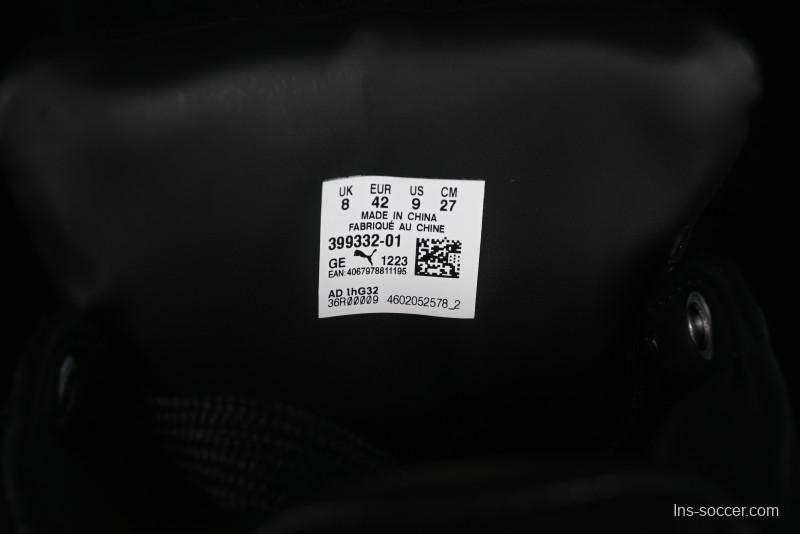 UK EUR US CM
8 42 9 27
MADE IN CHINA
FABRIQUÉ AU CHINE
399332-01
GE 1223
EAN:4067978811195
AD lhG32
36R00009 4602052578_2
Ins-soccer.com